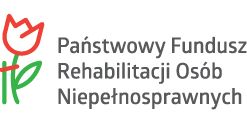 Państwowy Fundusz
Rehabilitacji Osób
Niepełnosprawnych